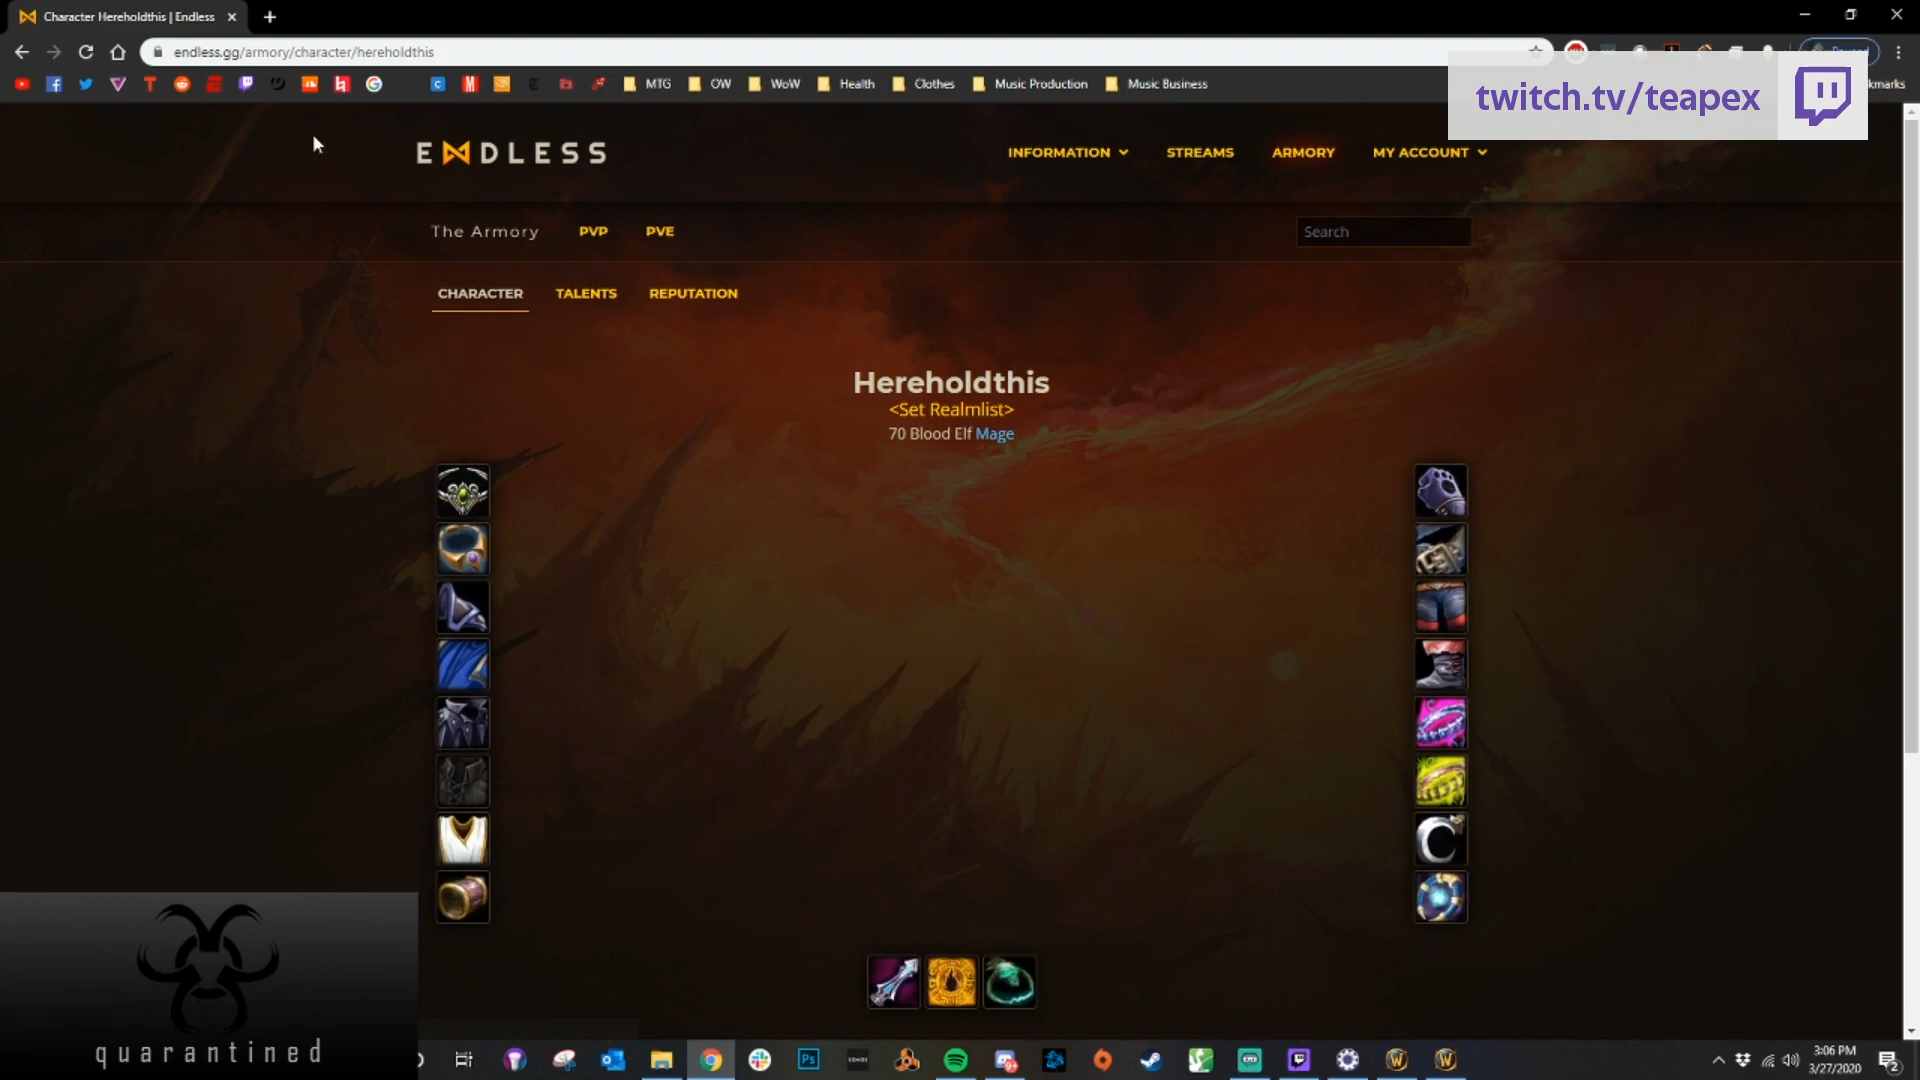 Character Hereholdthis | Endless
endless.gg/armory/character/hereholdthis
MTG OW WoW Health Clothes Music Production Music Business
twitch.tv/teapex
ENDLESS
INFORMATION STREAMS ARMORY MY ACCOUNT
The Armory PVP PVE Search
CHARACTER TALENTS REPUTATION
Hereholdthis
<Set Realmlist>
70 Blood Elf Mage
quarantined
Ps
3:06 PM
3/27/2020
2